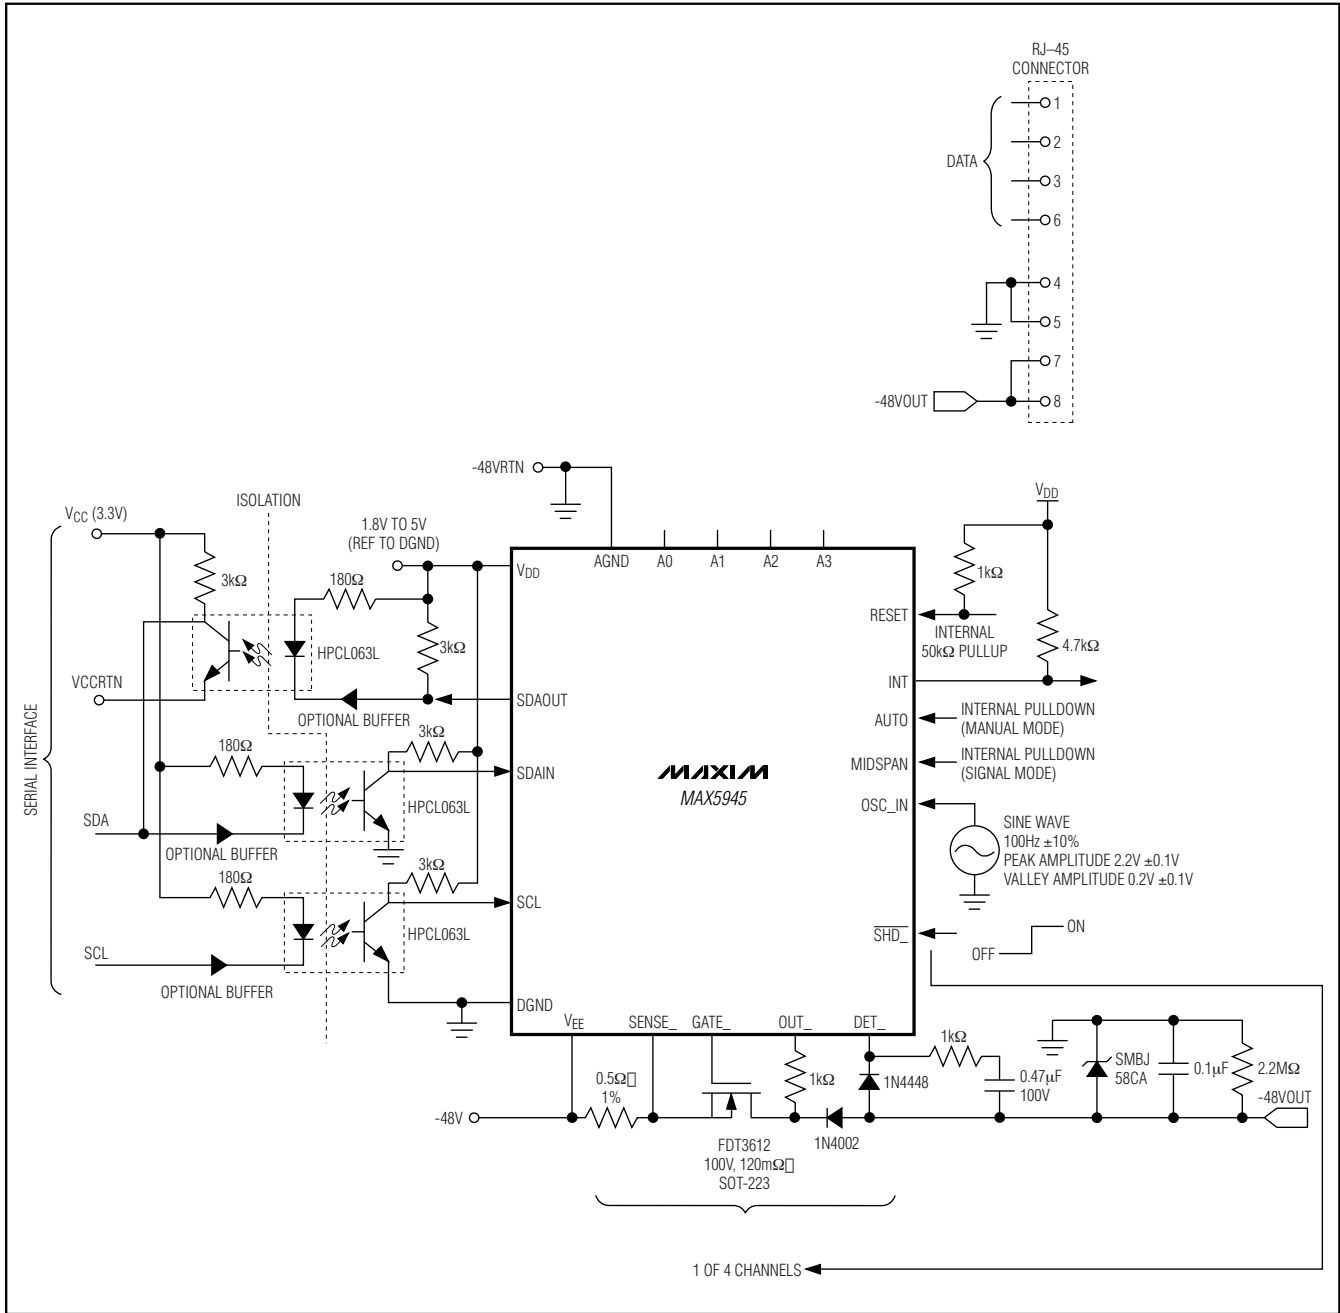 RJ–45
CONNECTOR
1
2
DATA
3
6
4
5
7
-48VOUT
8
-48VRTN
ISOLATION
VCC (3.3V)
1.8V TO 5V
(REF TO DGND)
VDD
3kΩ
180Ω
VDD
AGND
A0
A1
A2
A3
1kΩ
RESET
INTERNAL
50kΩ PULLUP
4.7kΩ
HPCL063L
3kΩ
VCCRTN
SDAOUT
INT
OPTIONAL BUFFER
AUTO
INTERNAL PULLDOWN
(MANUAL MODE)
SERIAL INTERFACE
180Ω
3kΩ
SDAIN
MAXIM
MAX5945
MIDSPAN
INTERNAL PULLDOWN
(SIGNAL MODE)
HPCL063L
OSC_IN
SDA
OPTIONAL BUFFER
SINE WAVE
100Hz ±10%
PEAK AMPLITUDE 2.2V ±0.1V
VALLEY AMPLITUDE 0.2V ±0.1V
180Ω
3kΩ
SCL
HPCL063L
SHD_
ON
OFF
SCL
OPTIONAL BUFFER
DGND
VEE
SENSE_
GATE_
OUT_
DET_
1kΩ
0.5Ω
1%
1kΩ
1N4448
0.47μF
100V
SMBJ
58CA
0.1μF
2.2MΩ
-48V
-48VOUT
FDT3612
100V, 120mΩ
SOT-223
1N4002
1 OF 4 CHANNELS